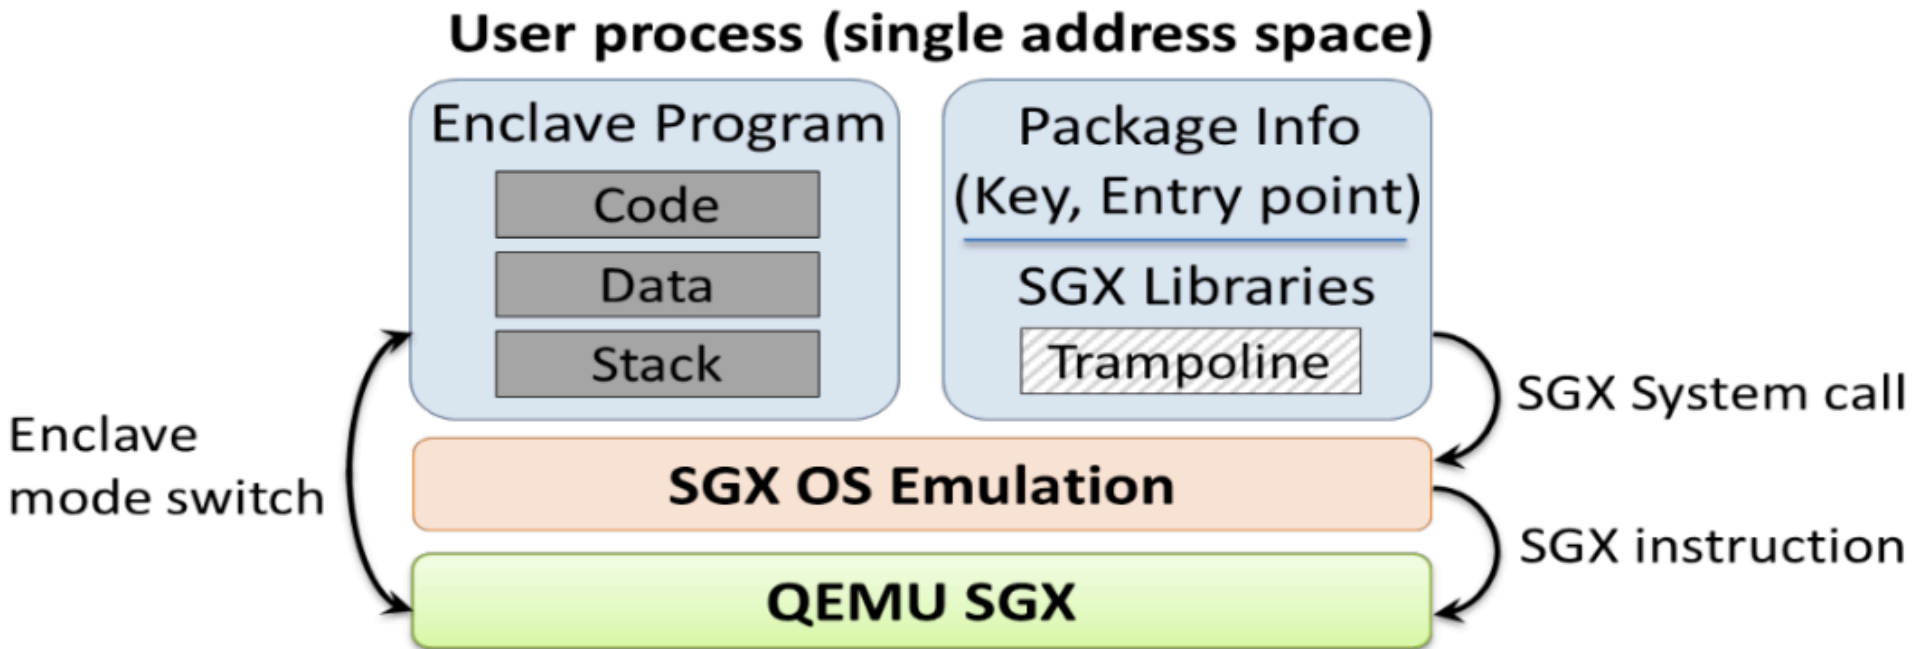 User process (single address space)
Enclave Program
Code
Data
Stack
Package Info
(Key, Entry point)
SGX Libraries
Trampoline
Enclave
mode switch
SGX System call
SGX OS Emulation
SGX instruction
QEMU SGX